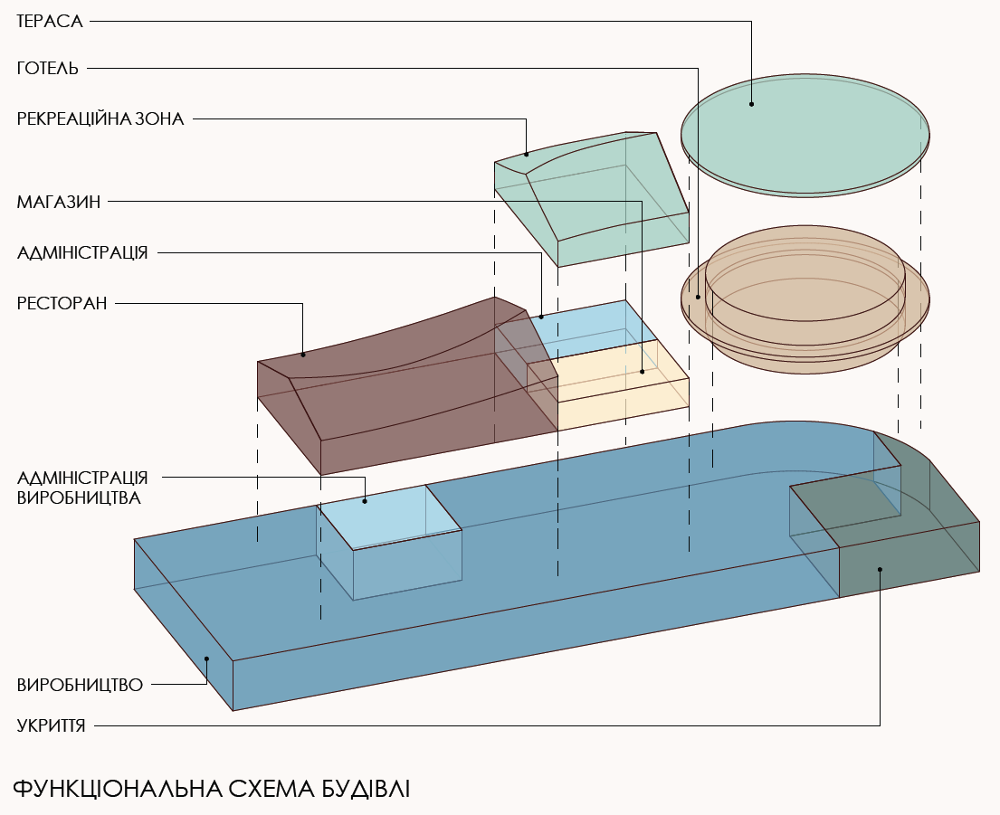 ТЕРАСА
ГОТЕЛЬ
РЕКРЕАЦІЙНА ЗОНА
МАГАЗИН
АДМІНІСТРАЦІЯ
РЕСТОРАН
АДМІНІСТРАЦІЯ
ВИРОБНИЦТВА
ВИРОБНИЦТВО
УКРИТТЯ
ФУНКЦІОНАЛЬНА СХЕМА БУДІВЛІ